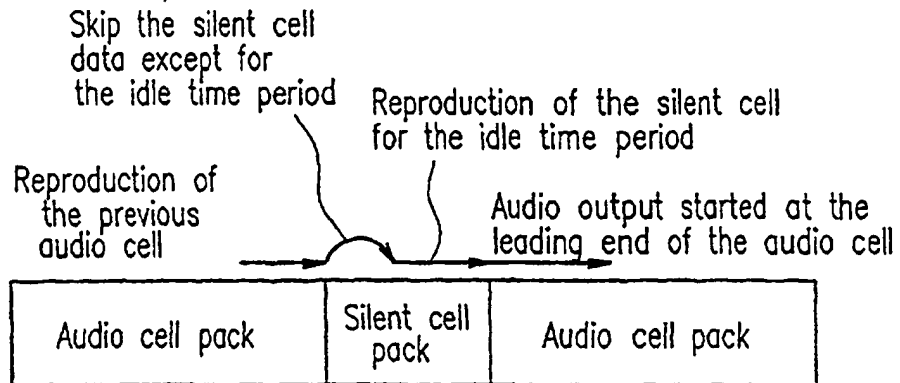 Skip the silent cell
data except for
the idle time period
Reproduction of the silent cell
for the idle time period
Reproduction of
the previous
audio cell
Audio output started at the
leading end of the audio cell
Audio cell pack
Silent cell
pack
Audio cell pack